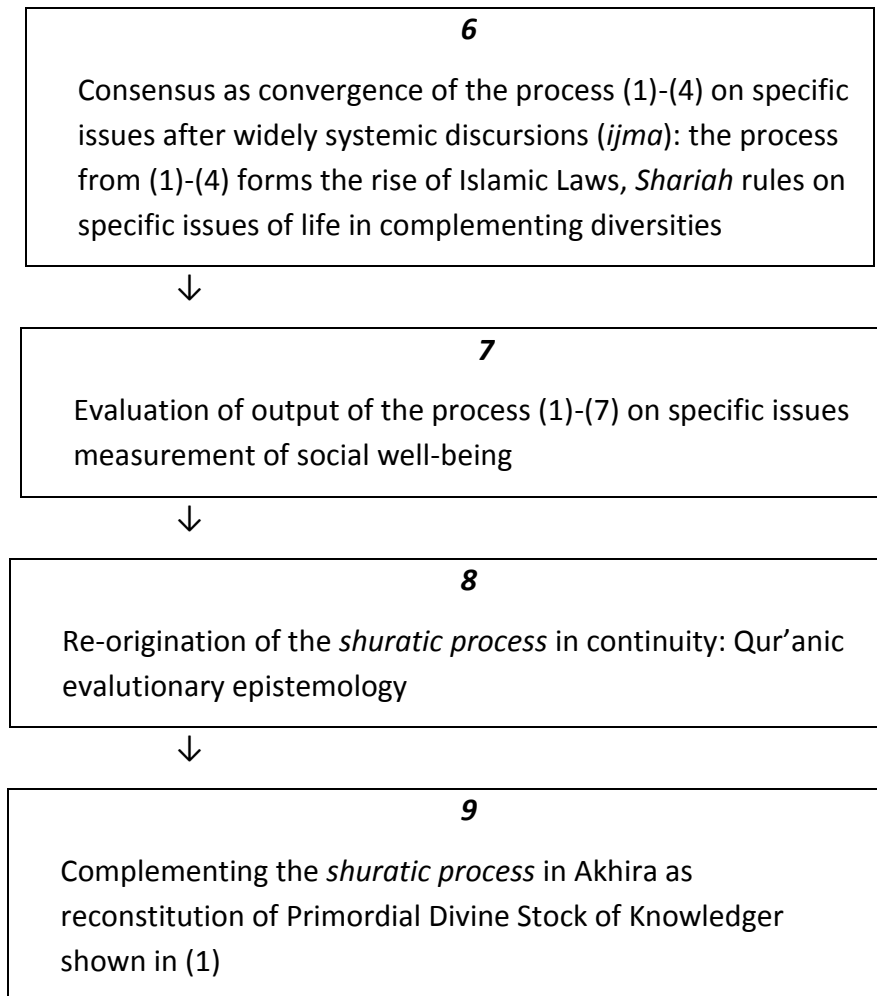 6
Consensus as convergence of the process (1)-(4) on specific
issues after widely systemic discursions (ijma): the process
from (1)-(4) forms the rise of Islamic Laws, Shariah rules on
specific issues of life in complementing diversities
↓
7
Evaluation of output of the process (1)-(7) on specific issues
measurement of social well-being
↓
8
Re-origination of the shuratic process in continuity: Qur’anic
evalutionary epistemology
↓
9
Complementing the shuratic process in Akhira as
reconstitution of Primordial Divine Stock of Knowledger
shown in (1)